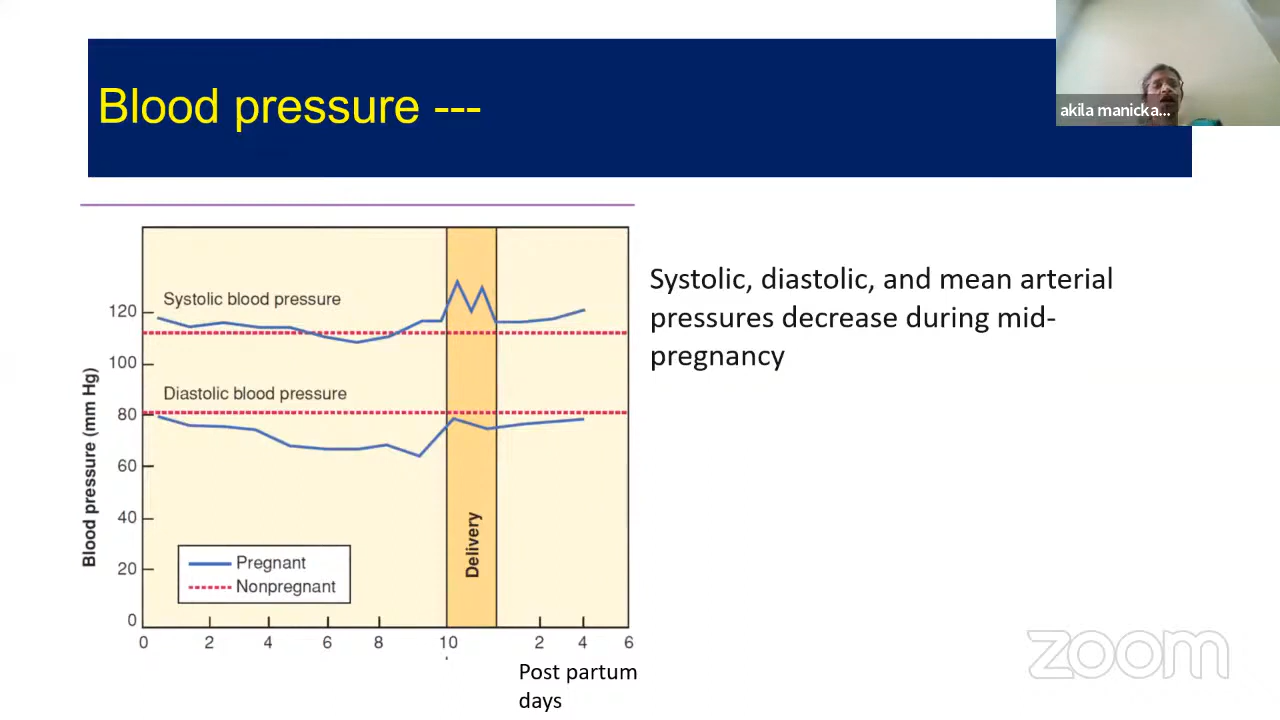 Blood pressure ---
akila manicka...
Systolic, diastolic, and mean arterial
pressures decrease during mid-
pregnancy
Blood pressure (mm Hg)
120
100
80
60
40
20
0
Systolic blood pressure
Diastolic blood pressure
Delivery
Pregnant
Nonpregnant
0 2 4 6 8 10 2 4 6
Post partum
days
zoom